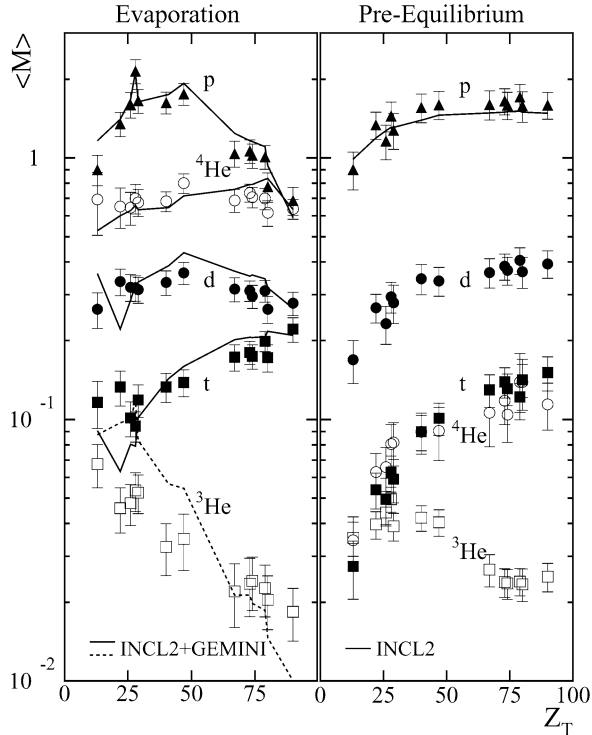 Evaporation Pre-Equilibrium
<M>
p p
1
⁴He
d d
t t
10⁻¹
⁴He
³He
³He
INCL2+GEMINI INCL2
10⁻²
0 25 50 75 0 25 50 75 100
Z_T